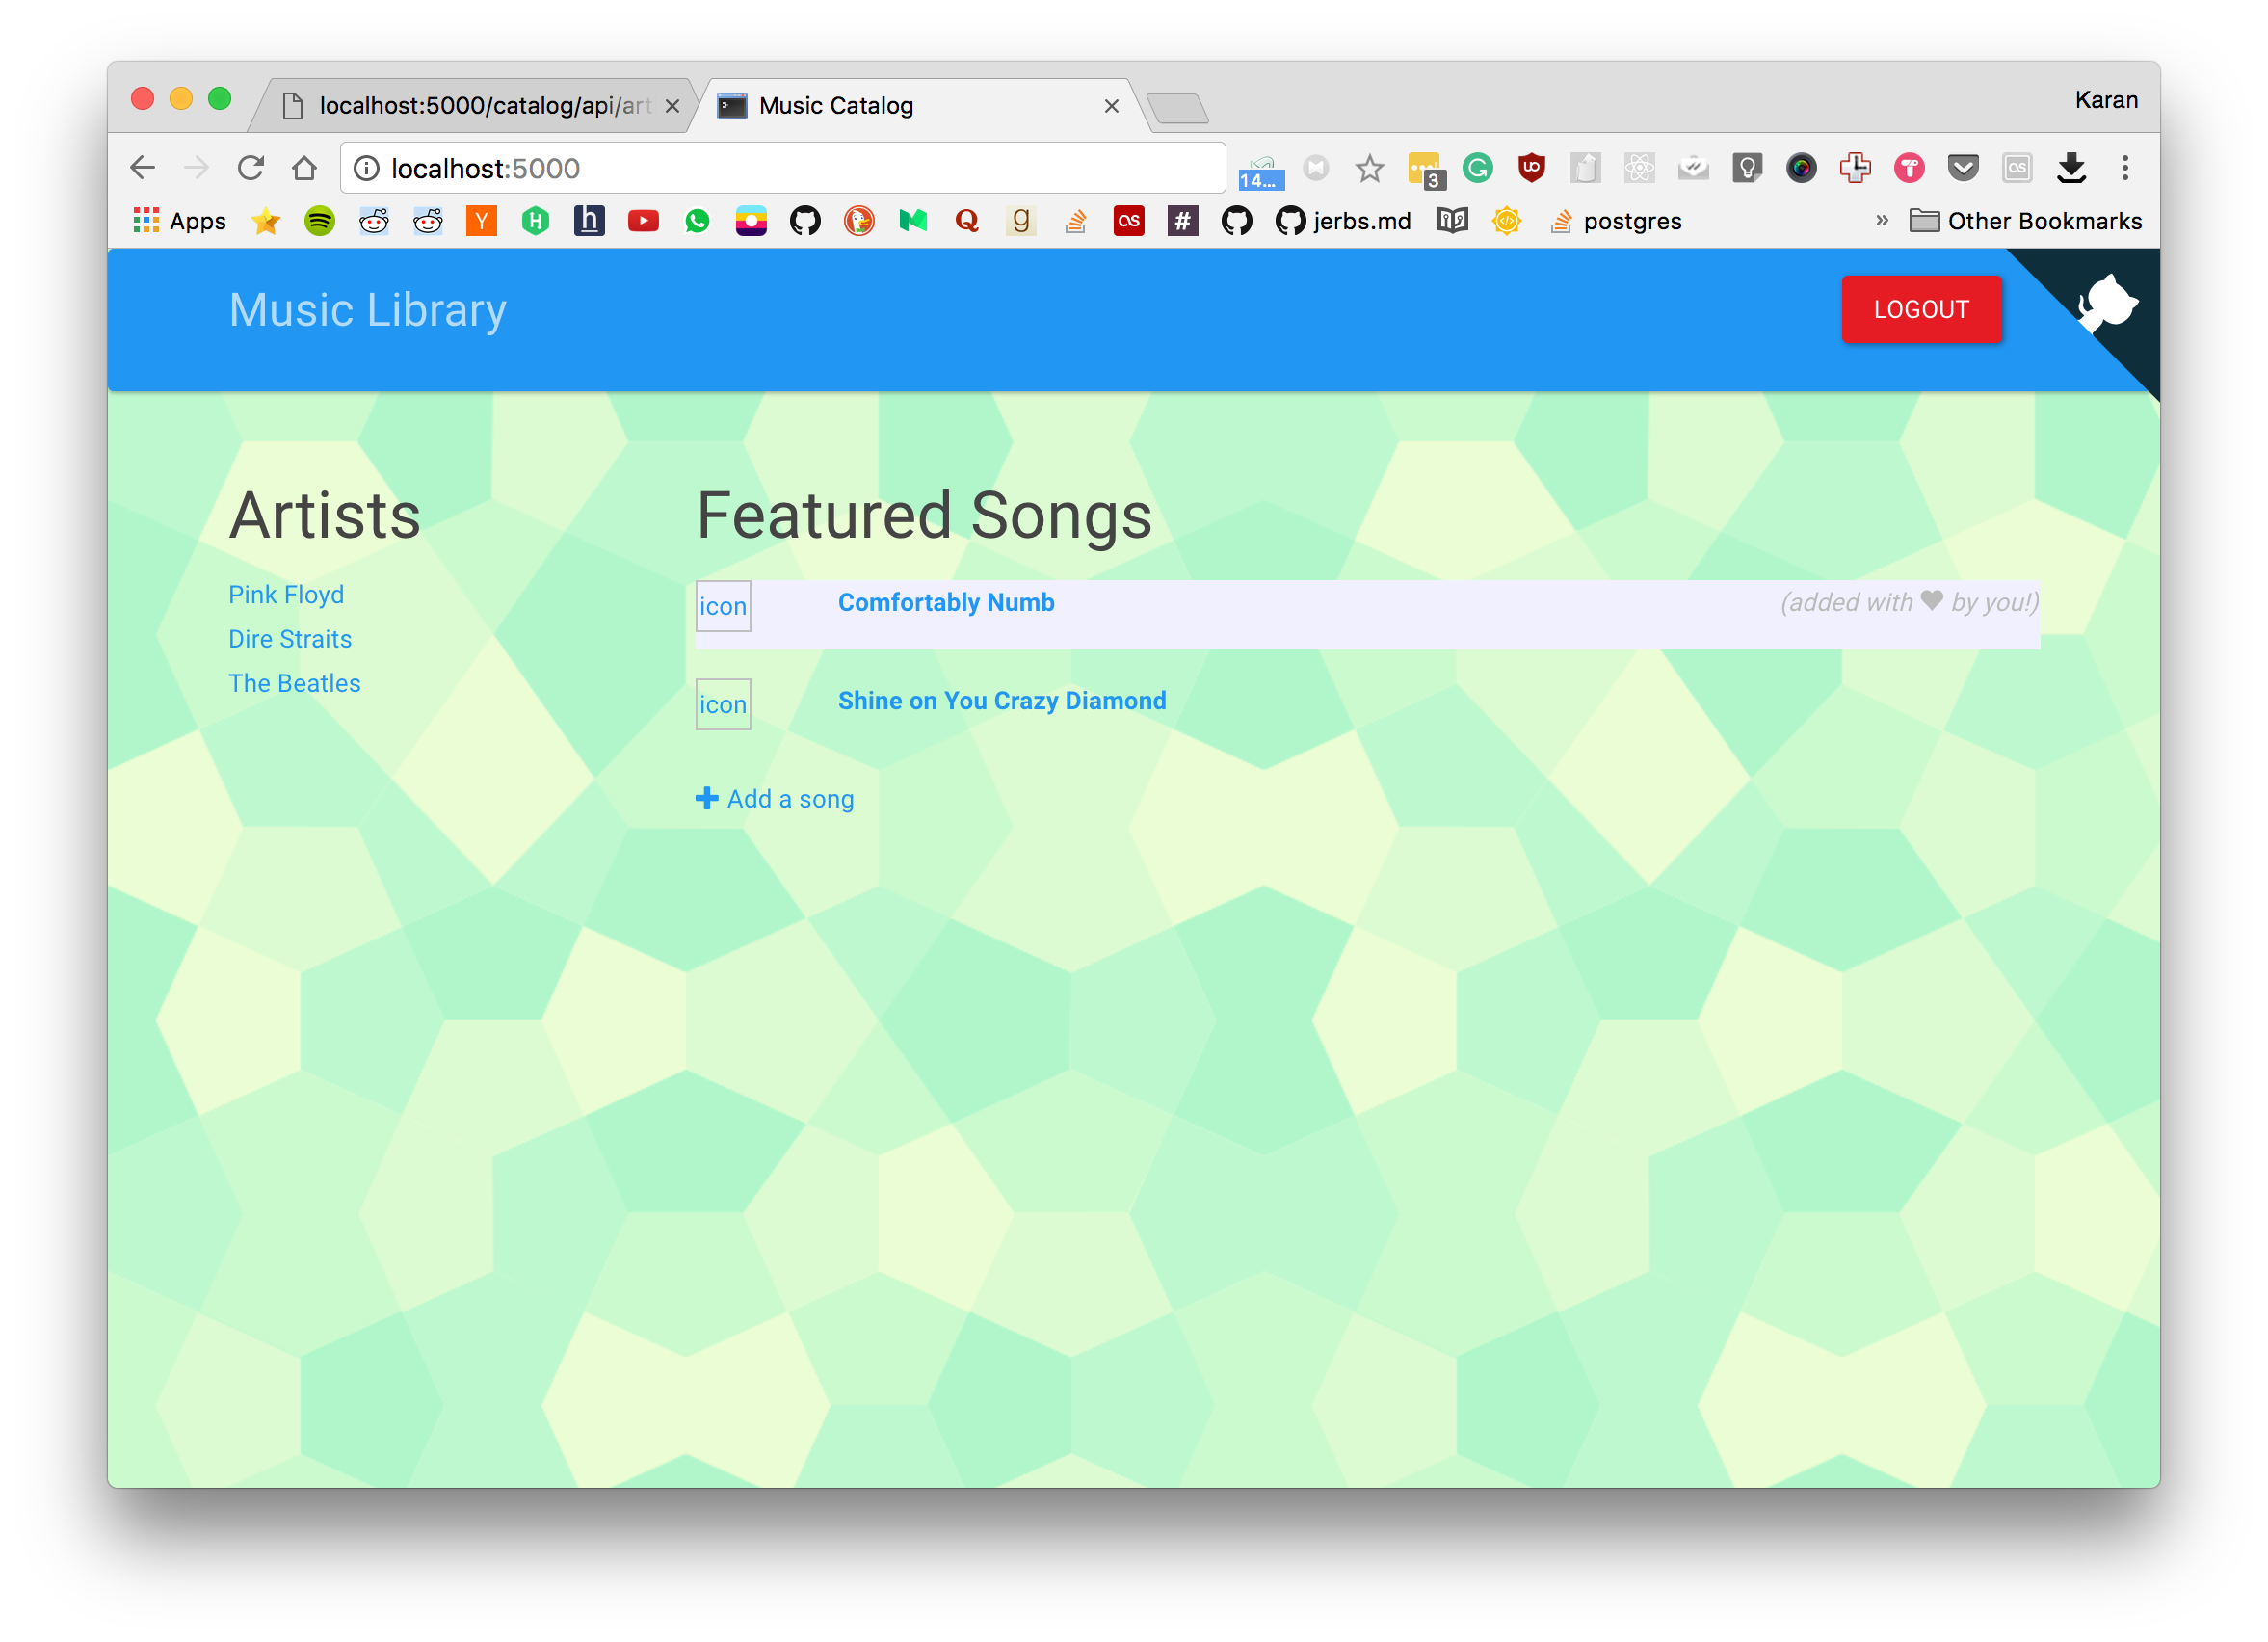 localhost:5000/catalog/api/art
Music Catalog
Karan
localhost:5000
14...
3
Apps
jerbs.md
postgres
» Other Bookmarks
Music Library
LOGOUT
Artists
Featured Songs
Pink Floyd
Dire Straits
The Beatles
icon
Comfortably Numb
(added with ♥ by you!)
icon
Shine on You Crazy Diamond
Add a song